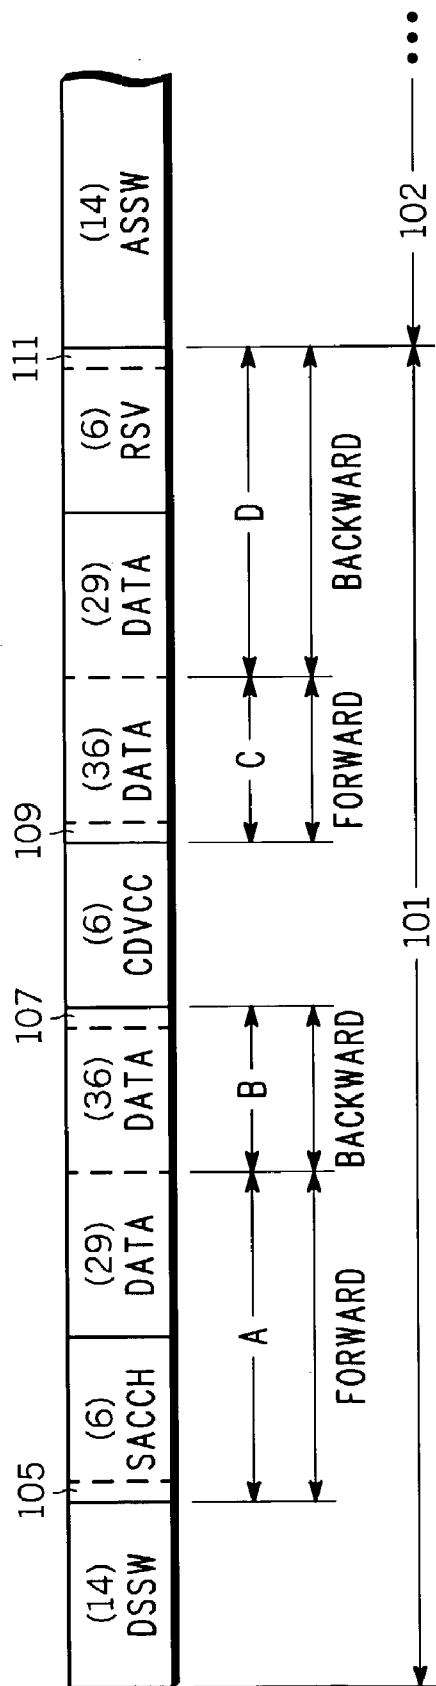 105 107 109 111
(14) (6) (29) (36) (6) (36) (29) (6) (14)
DSSW SACCH DATA DATA CDVCC DATA DATA RSV ASSW
A B C D
FORWARD BACKWARD FORWARD BACKWARD
101 102 •••